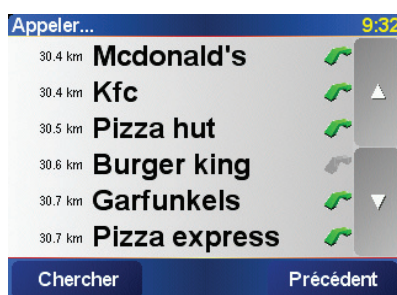 Appeler... 9:32
30.4 km Mcdonald's
30.4 km Kfc
30.5 km Pizza hut
30.6 km Burger king
30.7 km Garfunkels
30.7 km Pizza express
Chercher Précédent